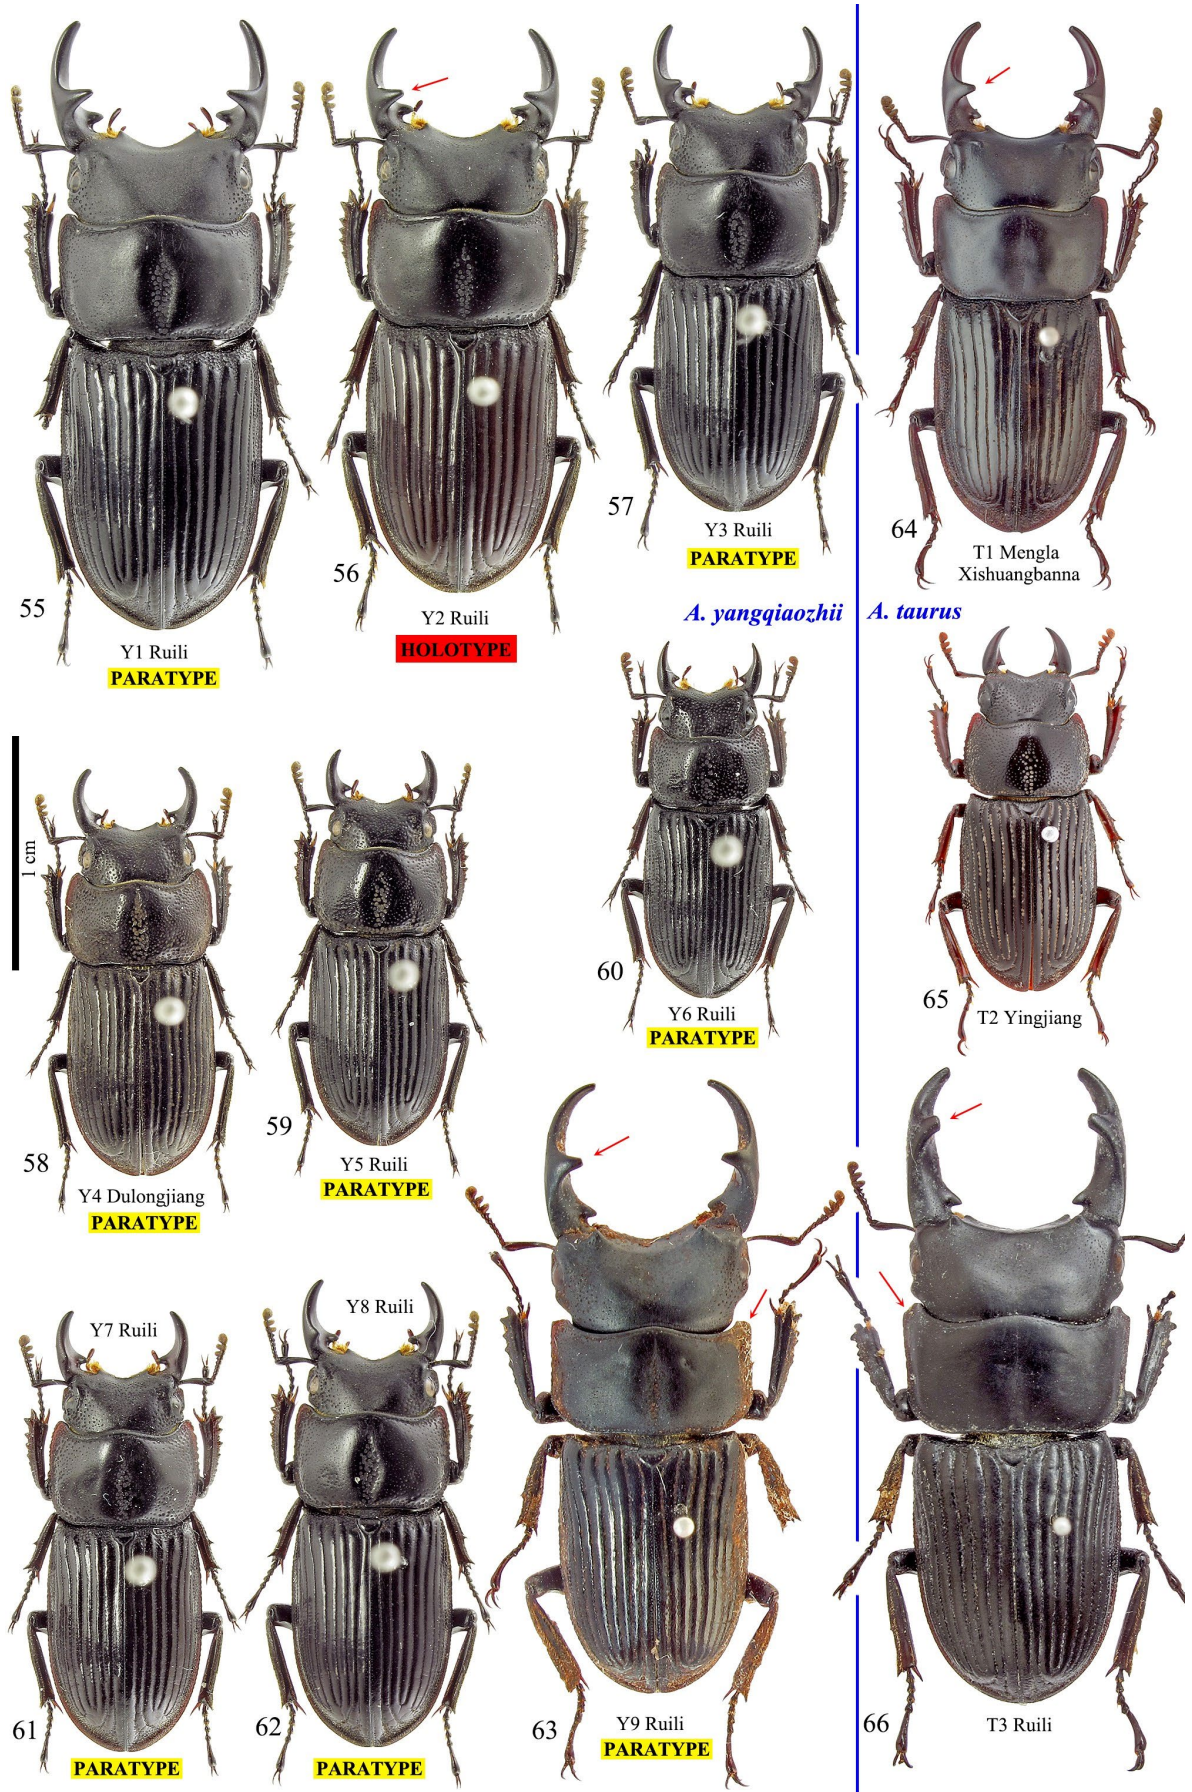 55
Y1 Ruili
PARATYPE
56
Y2 Ruili
HOLOTYPE
57
Y3 Ruili
PARATYPE
64
T1 Mengla
Xishuangbanna
A. yangqiaozhii
A. taurus
1 cm
58
Y4 Dulongjiang
PARATYPE
59
Y5 Ruili
PARATYPE
60
Y6 Ruili
PARATYPE
65
T2 Yingjiang
61
Y7 Ruili
PARATYPE
62
Y8 Ruili
PARATYPE
63
Y9 Ruili
PARATYPE
66
T3 Ruili